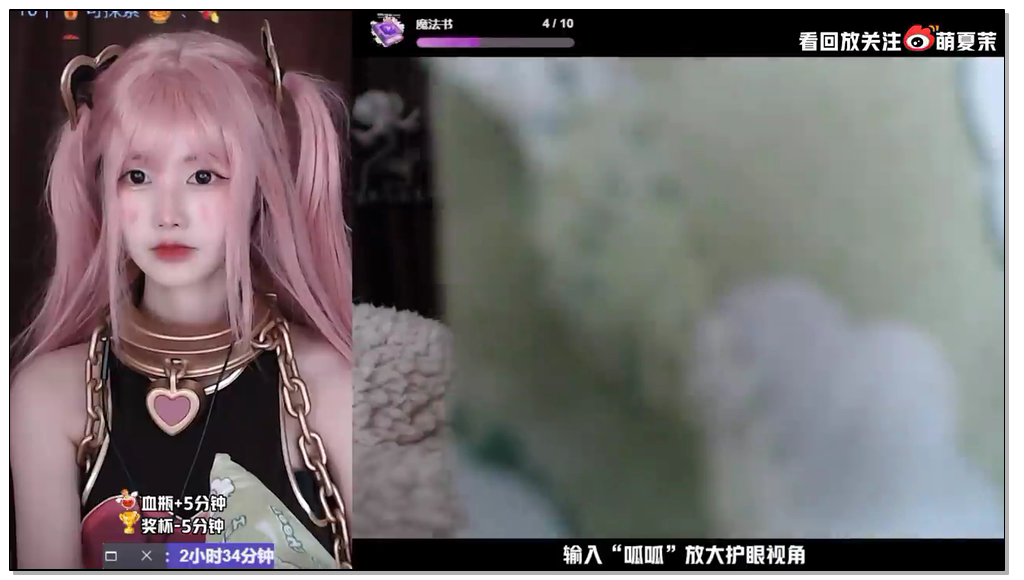 魔法书 4 / 10
看回放关注 萌夏茉
血瓶+5分钟
奖杯-5分钟
：2小时34分钟
输入“呱呱”放大护眼视角